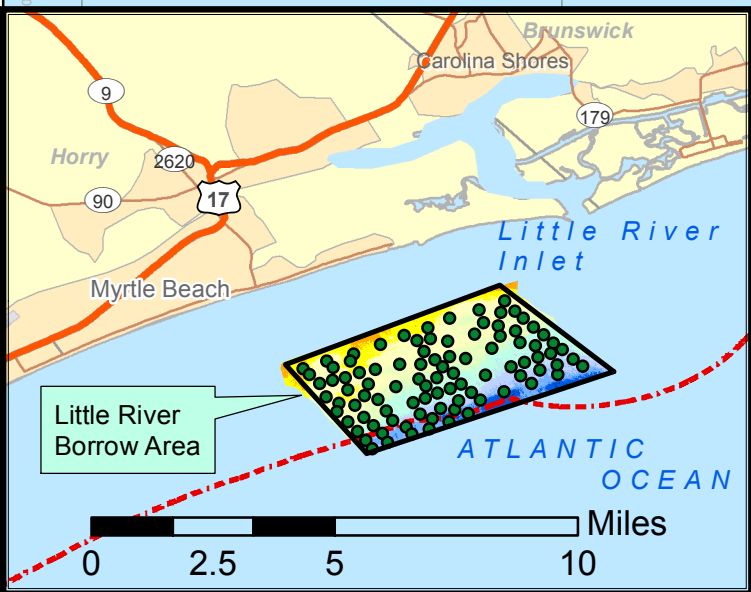 Brunswick
Carolina Shores
9
179
Horry
2620
90
17
Little River
Inlet
Myrtle Beach
Little River
Borrow Area
ATLANTIC
OCEAN
Miles
0 2.5 5 10